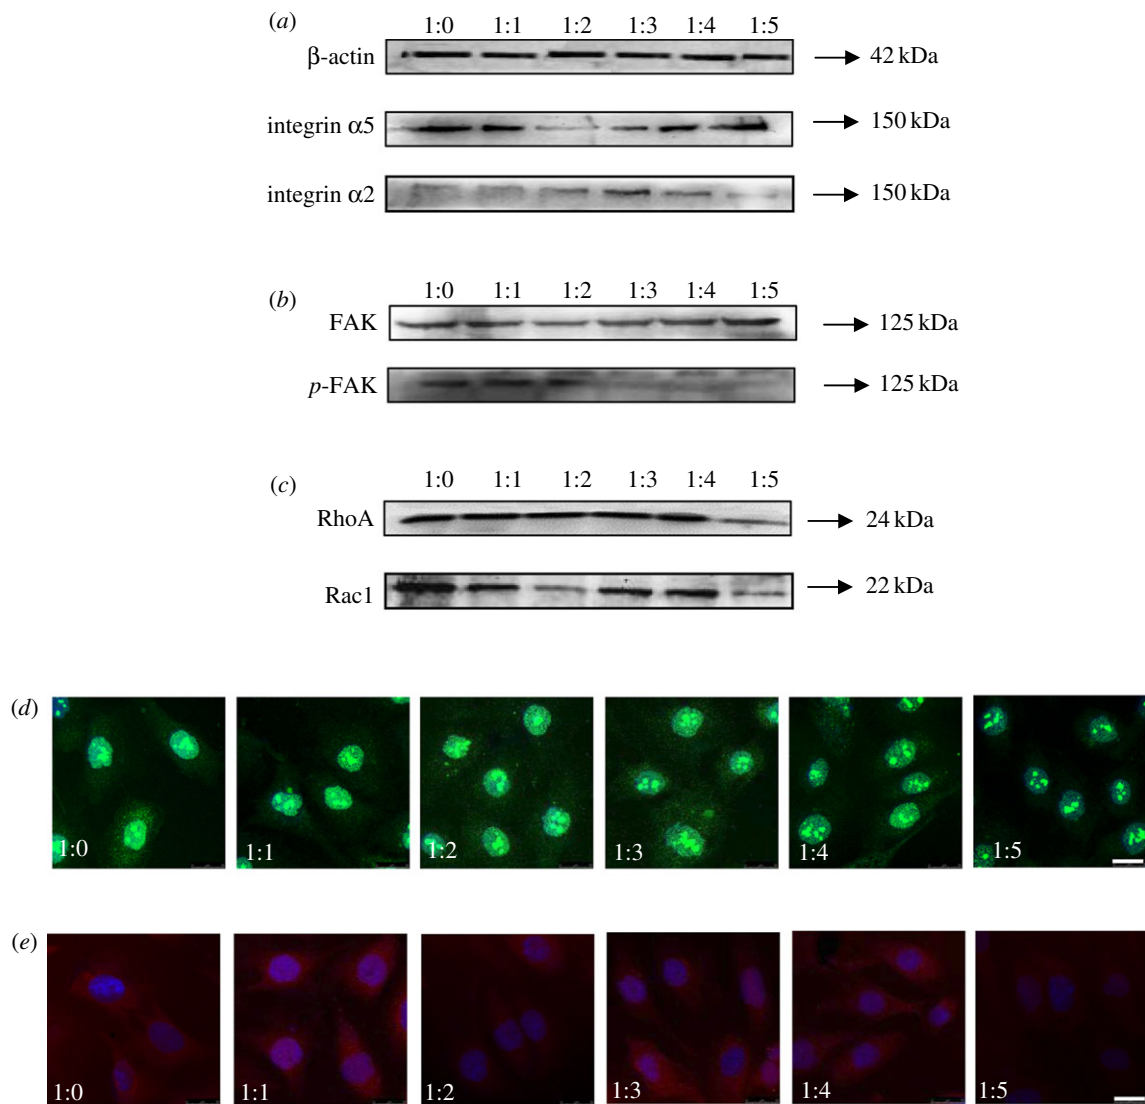 (a) 1:0 1:1 1:2 1:3 1:4 1:5
β-actin 42 kDa
integrin α5 150 kDa
integrin α2 150 kDa
(b) 1:0 1:1 1:2 1:3 1:4 1:5
FAK 125 kDa
p-FAK 125 kDa
(c) 1:0 1:1 1:2 1:3 1:4 1:5
RhoA 24 kDa
Rac1 22 kDa
(d)
1:0 1:1 1:2 1:3 1:4 1:5
(e)
1:0 1:1 1:2 1:3 1:4 1:5